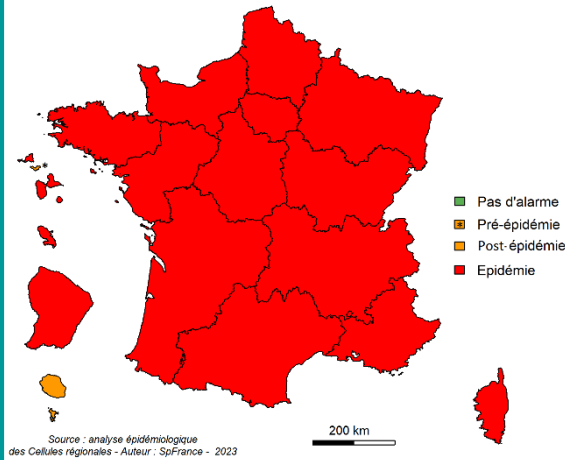 *
Pas d'alarme
* Pré-épidémie
Post-épidémie
Epidémie
200 km
Source : analyse épidémiologique
des Cellules régionales - Auteur : SpFrance - 2023